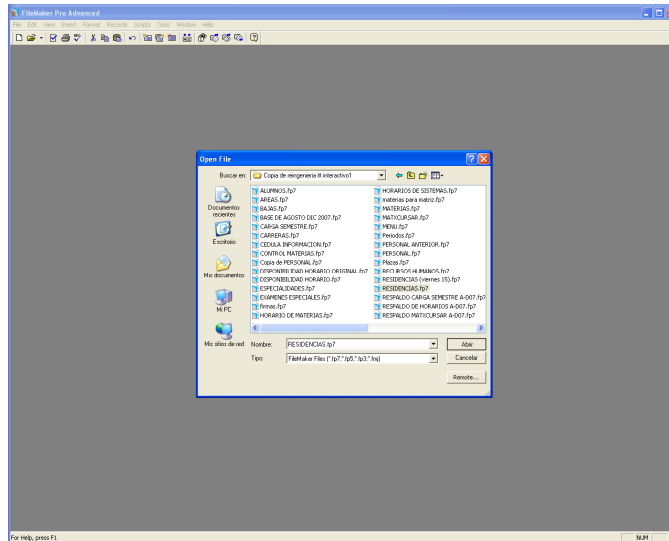 FileMaker Pro Advanced
File Edit View Insert Format Records Scripts Tools Window Help
Open File
Buscar en: Copia de reingenieria itt interactivo1
Documentos recientes
Escritorio
Mis documentos
Mi PC
Mis sitios de red
ALUMNOS.fp7
AREAS.fp7
BAJAS.fp7
BASE DE AGOSTO DIC 2007.fp7
CARGA SEMESTRE.fp7
CARRERAS.fp7
CEDULA INFORMACION.fp7
CONTROL MATERIAS.fp7
Copia de PERSONAL.fp7
DISPONIBILIDAD HORARIO ORIGINAL.fp7
DISPONIBILIDAD HORARIO.fp7
ESPECIALIDADES.fp7
EXAMENES ESPECIALES.fp7
firmas.fp7
HORARIO DE MATERIAS.fp7
HORARIOS DE SISTEMAS.fp7
materias para matriz.fp7
MATERIAS.fp7
MATXCURSAR.fp7
MENU.fp7
Periodos.fp7
PERSONAL ANTERIOR.fp7
PERSONAL.fp7
Plazas.fp7
RECURSOS HUMANOS.fp7
RESIDENCIAS (viernes 15).fp7
RESIDENCIAS.fp7
RESPALDO CARGA SEMESTRE A-D07.fp7
RESPALDO DE HORARIOS A-D07.fp7
RESPALDO MATXCURSAR A-D07.fp7
Nombre: RESIDENCIAS.fp7 Abrir
Tipo: FileMaker Files (*.fp7;*.fp5;*.fp3;*.fmj) Cancelar
Remote...
For Help, press F1 NUM